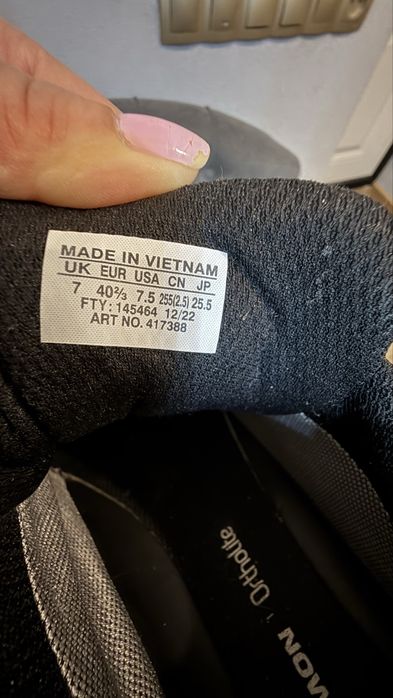 MADE IN VIETNAM
UK EUR USA CN JP
7 40⅔ 7.5 255(2.5) 25.5
FTY: 145464 12/22
ART NO. 417388
Ortholite
MON